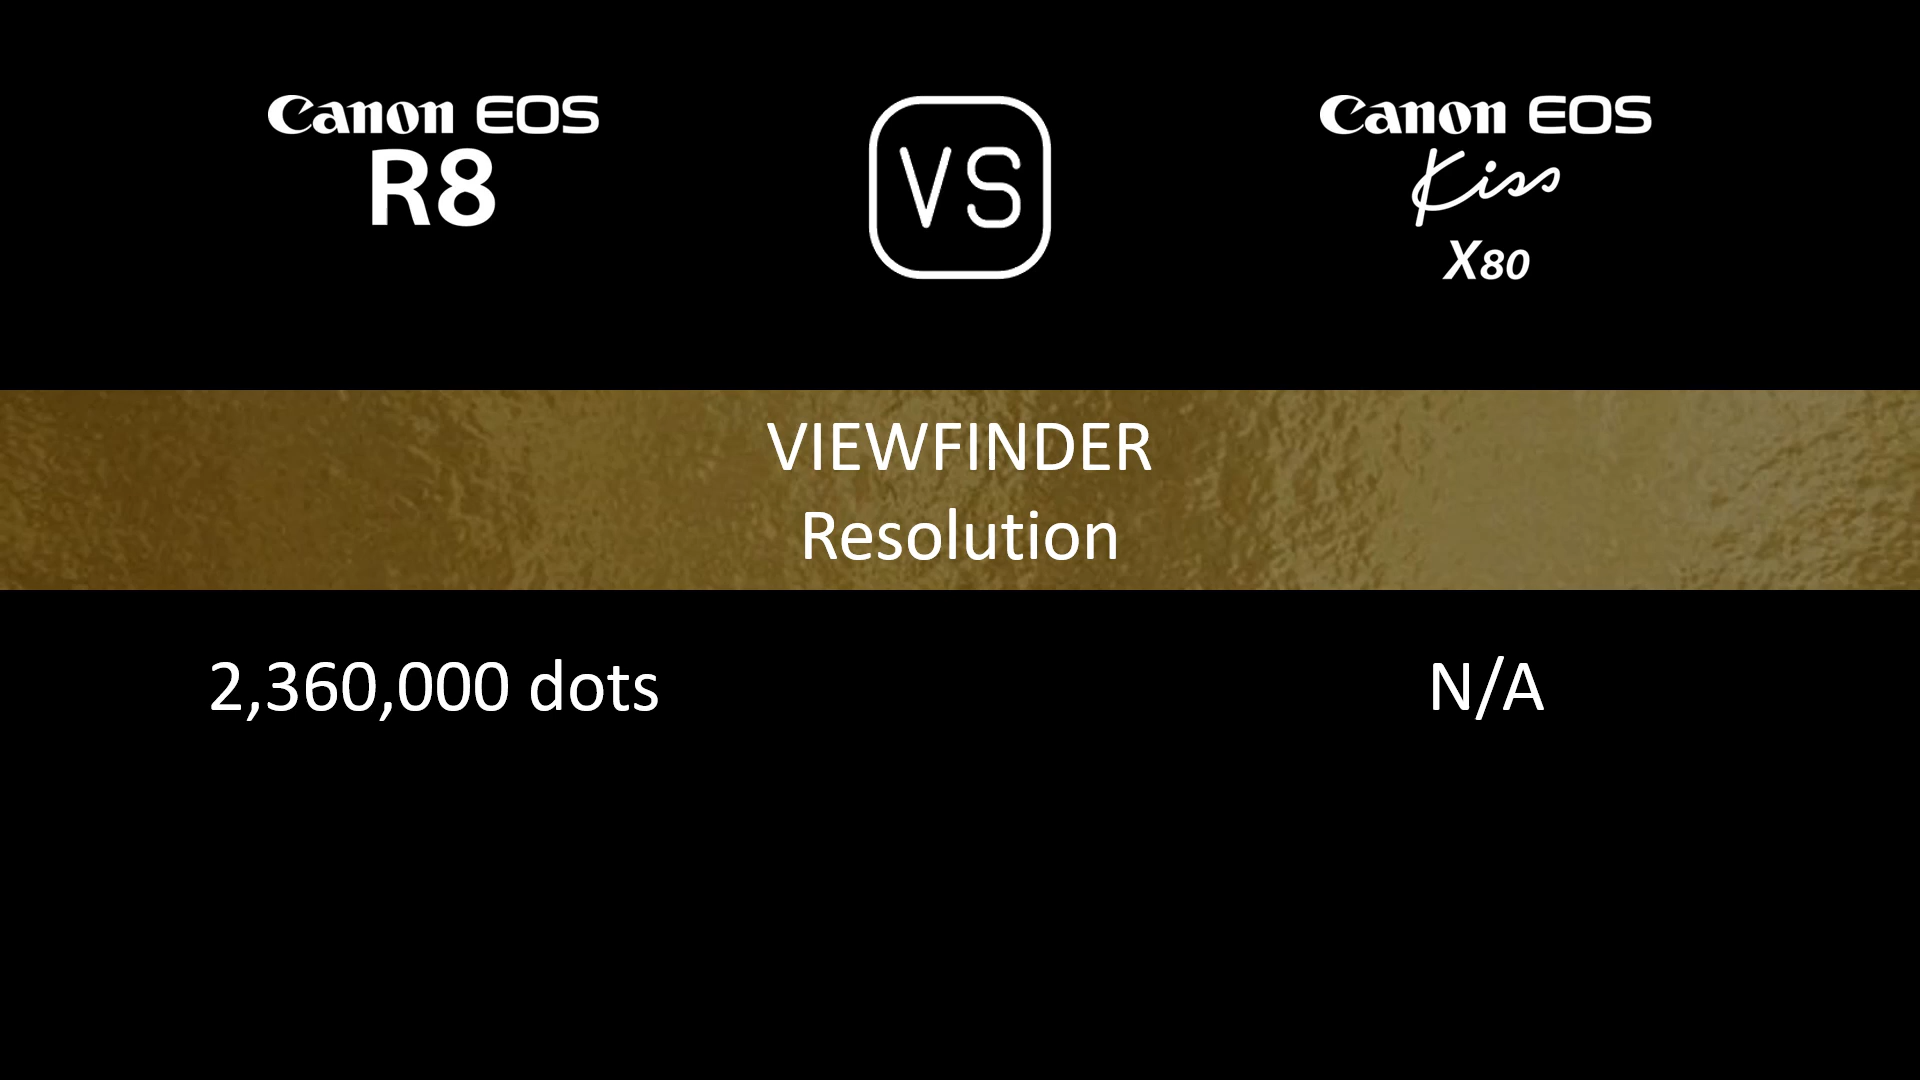 Canon EOS
R8
VS
Canon EOS
Kiss
X80
VIEWFINDER
Resolution
2,360,000 dots
N/A